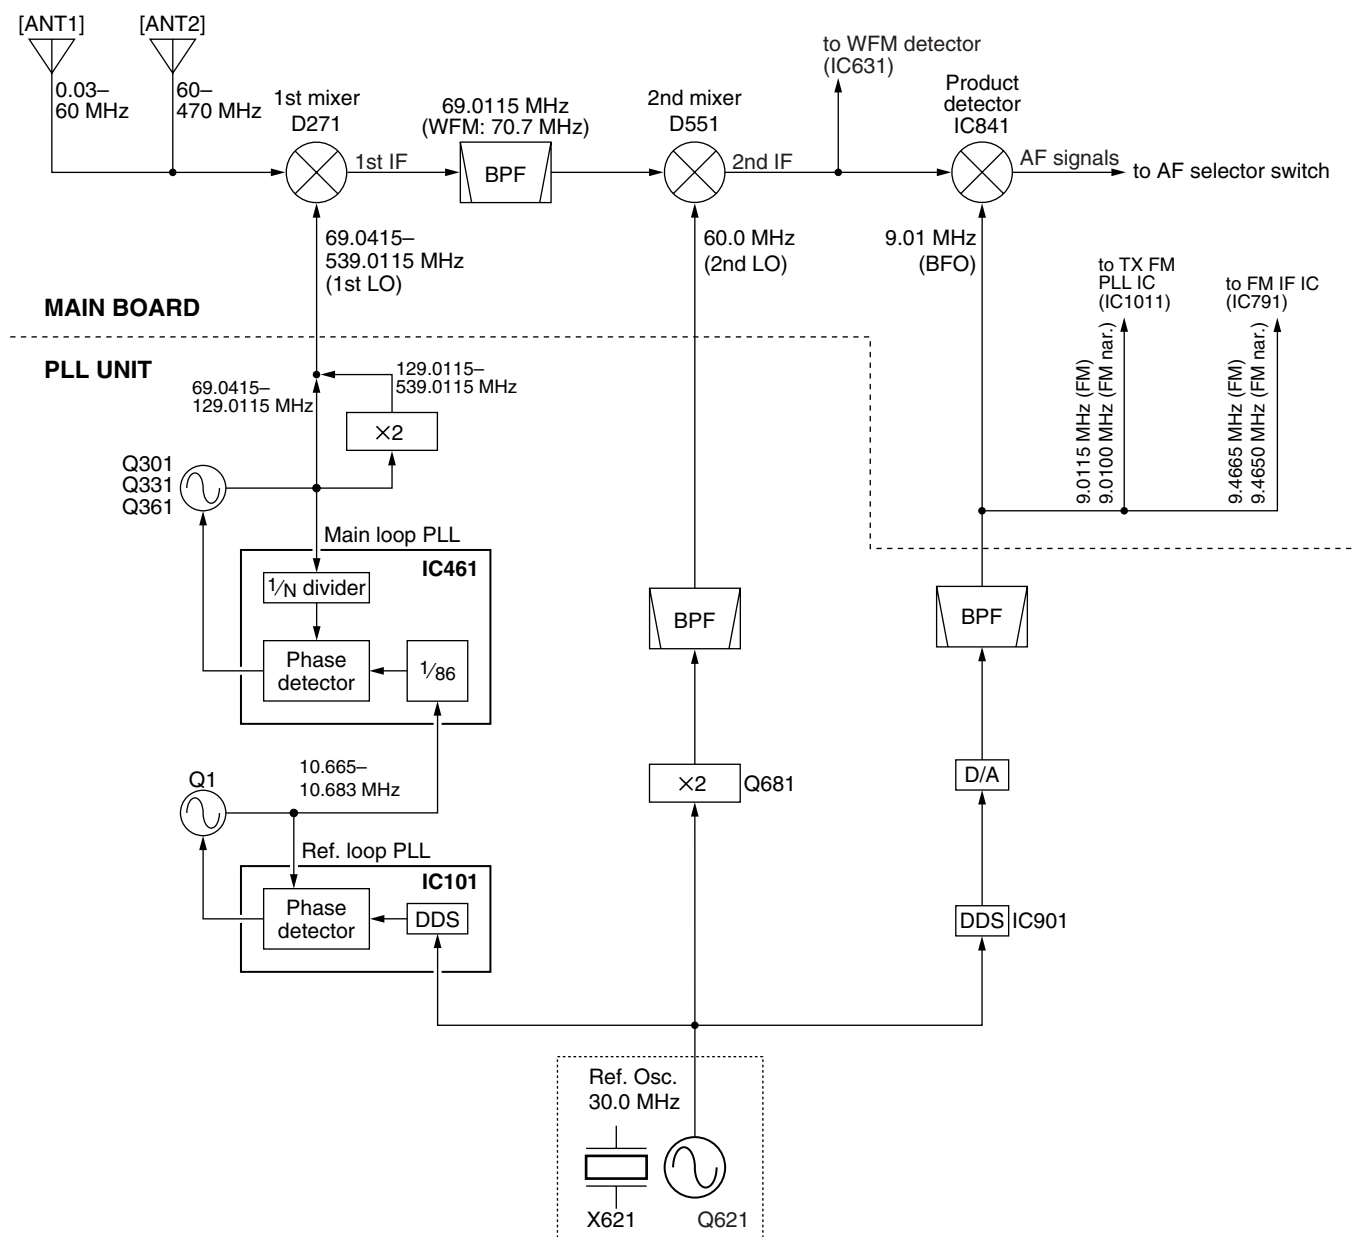 [ANT1]
[ANT2]
0.03–
60 MHz
60–
470 MHz
1st mixer
D271
1st IF
69.0115 MHz
(WFM: 70.7 MHz)
BPF
2nd mixer
D551
2nd IF
to WFM detector
(IC631)
Product
detector
IC841
AF signals
to AF selector switch
69.0415–
539.0115 MHz
(1st LO)
60.0 MHz
(2nd LO)
9.01 MHz
(BFO)
to TX FM
PLL IC
(IC1011)
to FM IF IC
(IC791)
9.0115 MHz (FM)
9.0100 MHz (FM nar.)
9.4665 MHz (FM)
9.4650 MHz (FM nar.)
MAIN BOARD
PLL UNIT
69.0415–
129.0115 MHz
129.0115–
539.0115 MHz
×2
Q301
Q331
Q361
Main loop PLL
IC461
1/N divider
Phase
detector
1/86
BPF
BPF
10.665–
10.683 MHz
Q1
×2
Q681
D/A
Ref. loop PLL
IC101
Phase
detector
DDS
DDS
IC901
Ref. Osc.
30.0 MHz
X621
Q621